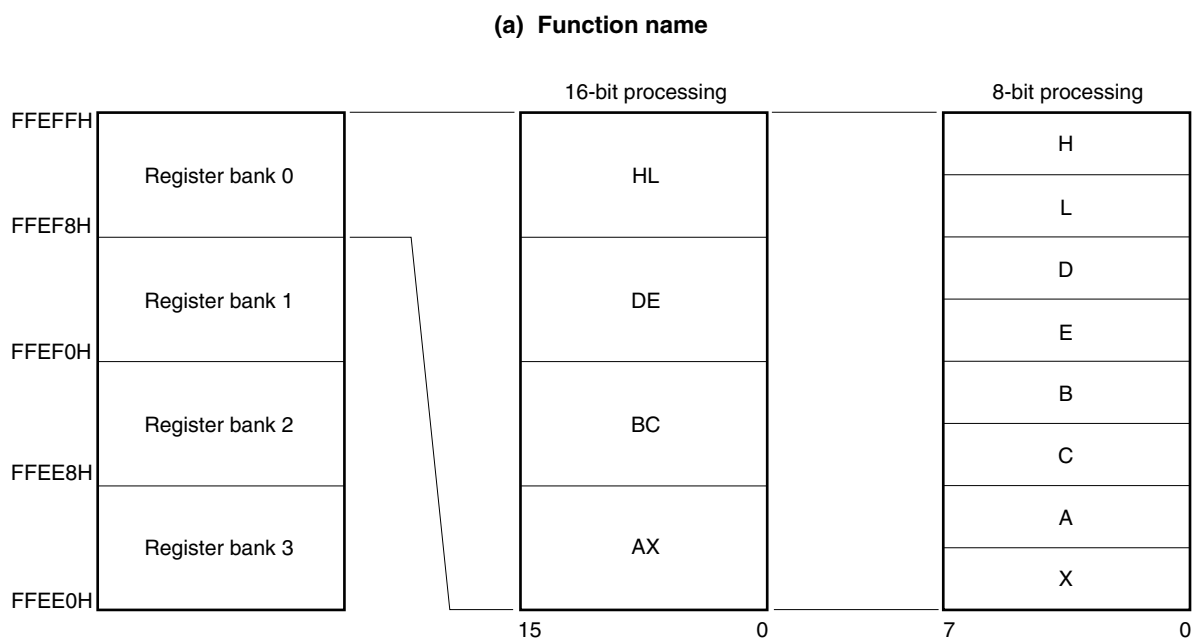 (a) Function name
16-bit processing
8-bit processing
FFEFFH
Register bank 0
HL
H
L
FFEF8H
Register bank 1
DE
D
E
FFEF0H
Register bank 2
BC
B
C
FFEE8H
Register bank 3
AX
A
X
FFEE0H
15
0
7
0